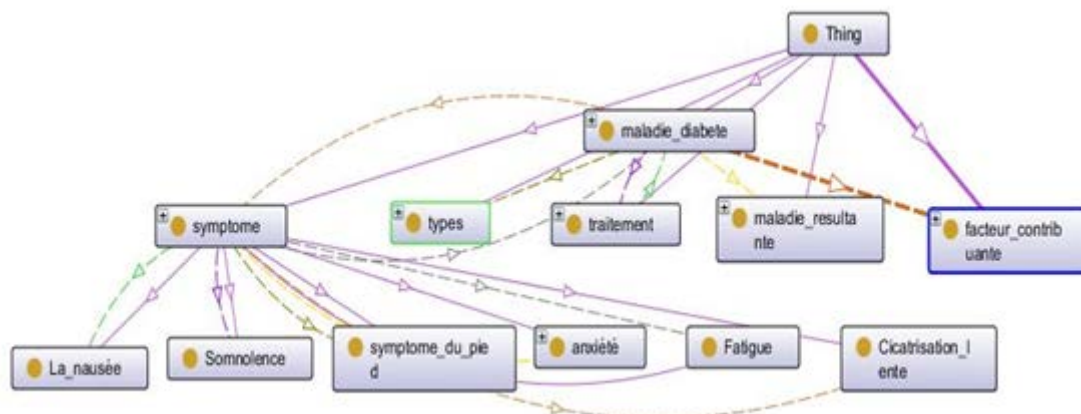 Thing
maladie_diabete
symptome
types
traitement
maladie_resulta
nte
facteur_contrib
uante
La_nausée
Somnolence
symptome_du_pie
d
anxiété
Fatigue
Cicatrisation_l
ente